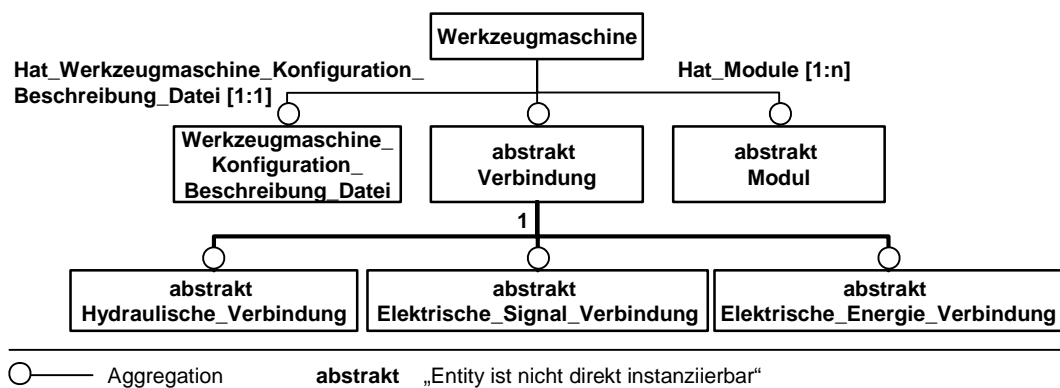 Werkzeugmaschine
Hat_Werkzeugmaschine_Konfiguration_
Beschreibung_Datei [1:1]
Hat_Module [1:n]
Werkzeugmaschine_
Konfiguration_
Beschreibung_Datei
abstrakt
Verbindung
abstrakt
Modul
1
abstrakt
Hydraulische_Verbindung
abstrakt
Elektrische_Signal_Verbindung
abstrakt
Elektrische_Energie_Verbindung
Aggregation
abstrakt „Entity ist nicht direkt instanziierbar“